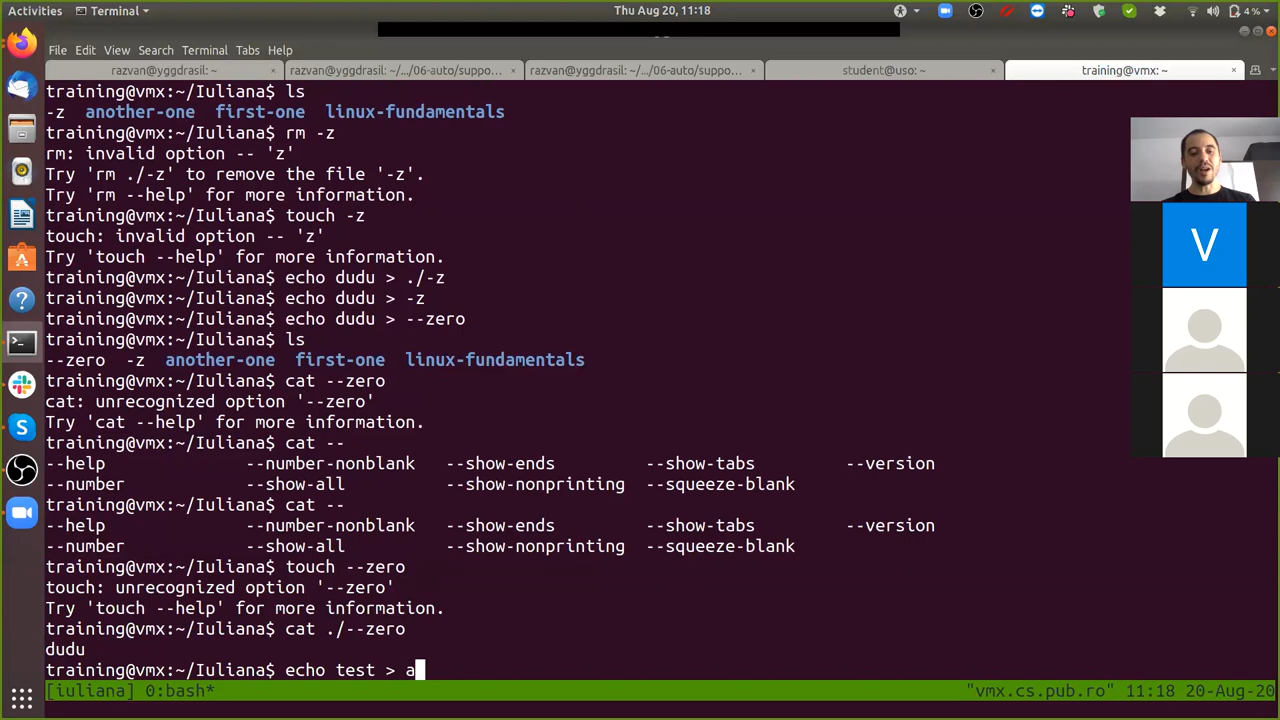 Activities Terminal Thu Aug 20, 11:18 4%
File Edit View Search Terminal Tabs Help
razvan@yggdrasil: ~ × razvan@yggdrasil: ~/.../06-auto/suppo... × razvan@yggdrasil: ~/.../06-auto/suppo... × student@uso: ~ × training@vmx: ~ ×
training@vmx:~/Iuliana$ ls
-z another-one first-one linux-fundamentals
training@vmx:~/Iuliana$ rm -z
rm: invalid option -- 'z'
Try 'rm ./-z' to remove the file '-z'.
Try 'rm --help' for more information.
training@vmx:~/Iuliana$ touch -z
touch: invalid option -- 'z'
Try 'touch --help' for more information.
training@vmx:~/Iuliana$ echo dudu > ./-z
training@vmx:~/Iuliana$ echo dudu > -z
training@vmx:~/Iuliana$ echo dudu > --zero
training@vmx:~/Iuliana$ ls
--zero -z another-one first-one linux-fundamentals
training@vmx:~/Iuliana$ cat --zero
cat: unrecognized option '--zero'
Try 'cat --help' for more information.
training@vmx:~/Iuliana$ cat --
--help --number-nonblank --show-ends --show-tabs --version
--number --show-all --show-nonprinting --squeeze-blank
training@vmx:~/Iuliana$ cat --
--help --number-nonblank --show-ends --show-tabs --version
--number --show-all --show-nonprinting --squeeze-blank
training@vmx:~/Iuliana$ touch --zero
touch: unrecognized option '--zero'
Try 'touch --help' for more information.
training@vmx:~/Iuliana$ cat ./--zero
dudu
training@vmx:~/Iuliana$ echo test > a
[iuliana] 0:bash* "vmx.cs.pub.ro" 11:18 20-Aug-20
V